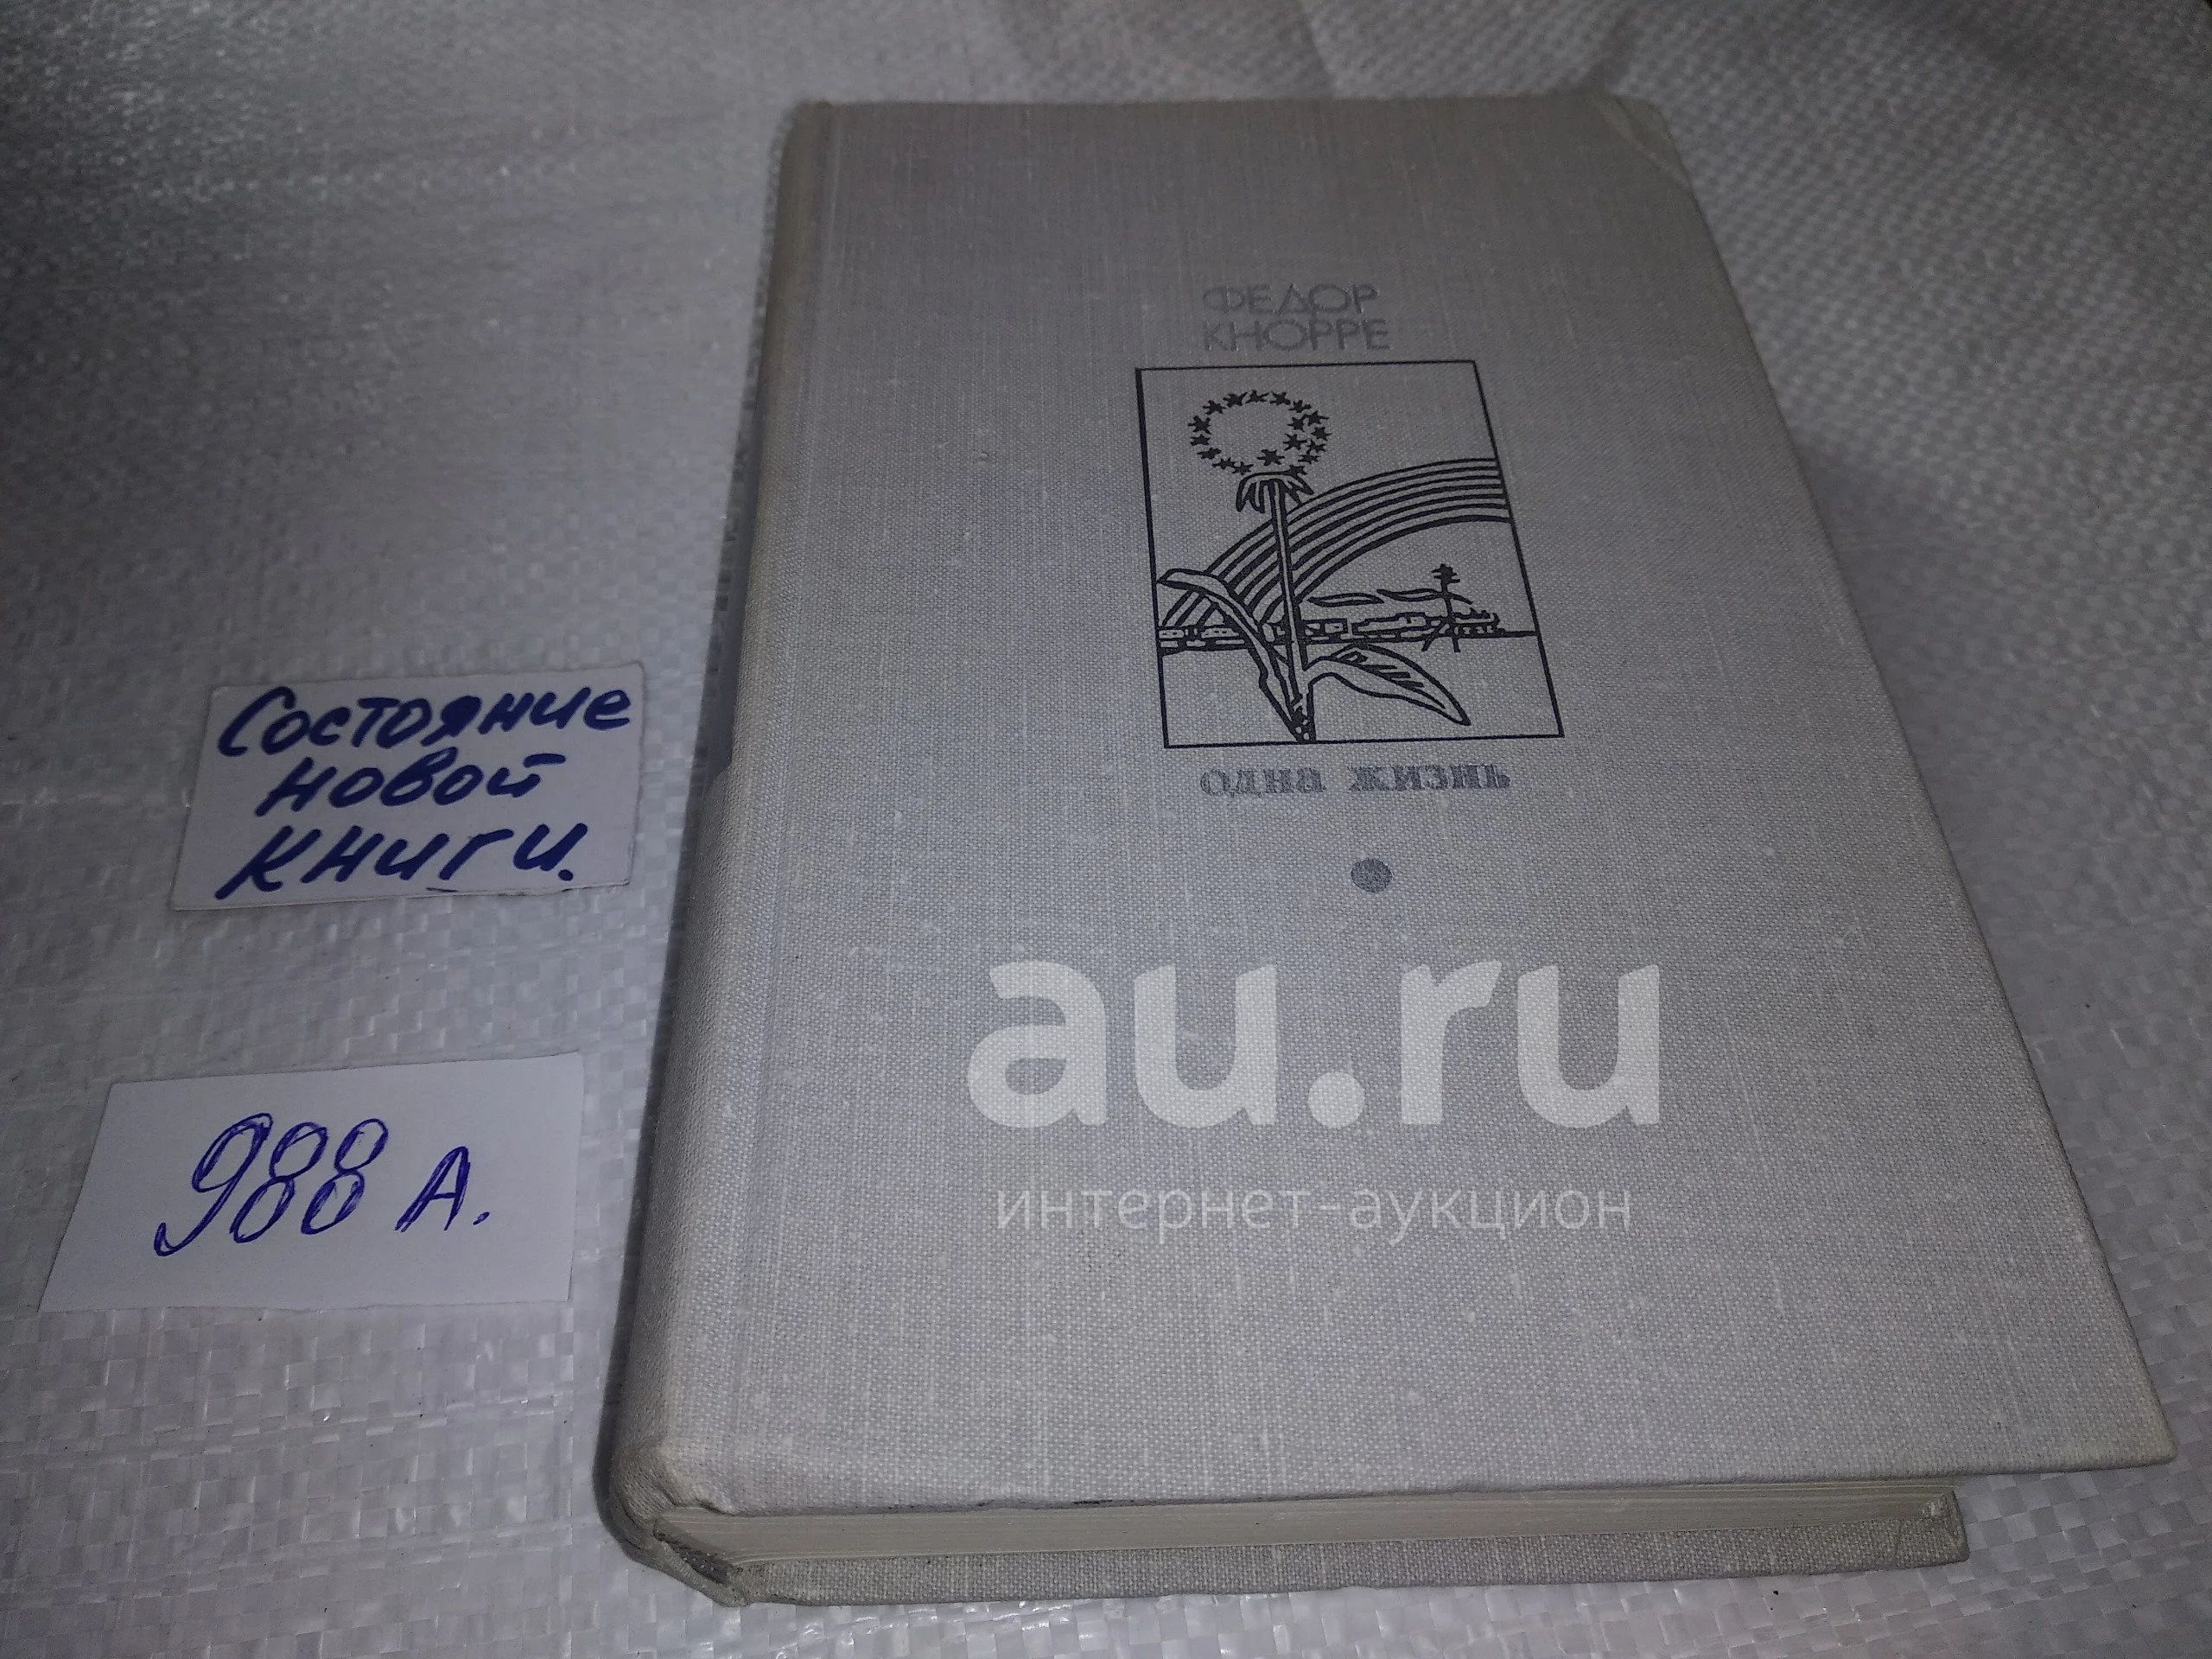 ФЕДОР
КНОРРЕ
одна жизнь
Состояние
новой
книги.
988 А.
au.ru
интернет-аукцион